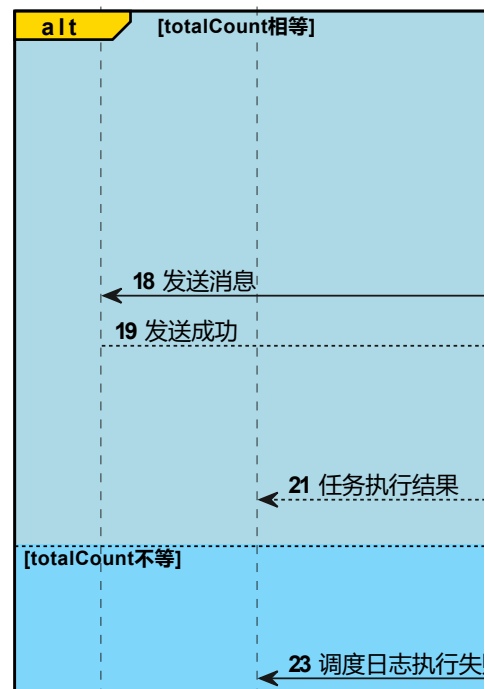 alt [totalCount相等]
18 发送消息
19 发送成功
21 任务执行结果
[totalCount不等]
23 调度日志执行失